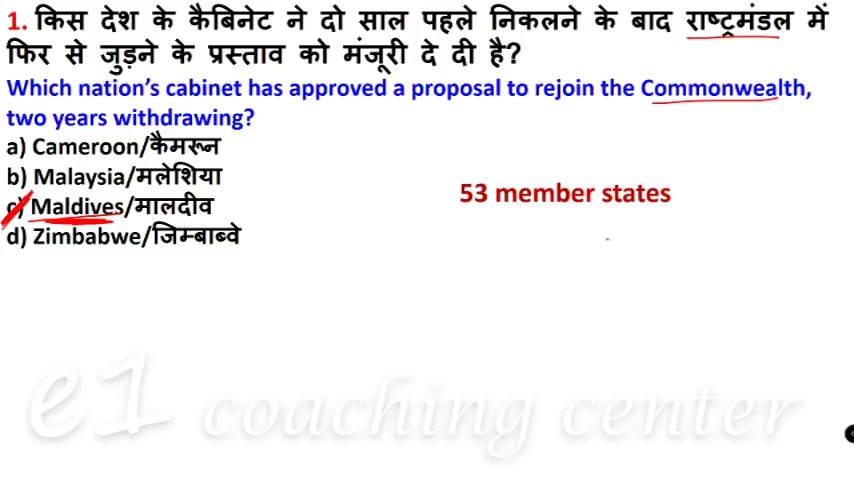 1. किस देश के कैबिनेट ने दो साल पहले निकलने के बाद राष्ट्रमंडल में
फिर से जुड़ने के प्रस्ताव को मंजूरी दे दी है?
Which nation's cabinet has approved a proposal to rejoin the Commonwealth,
two years withdrawing?
a) Cameroon/कैमरून
b) Malaysia/मलेशिया
c) Maldives/मालदीव
d) Zimbabwe/जिम्बाब्वे
53 member states
e1 coaching center